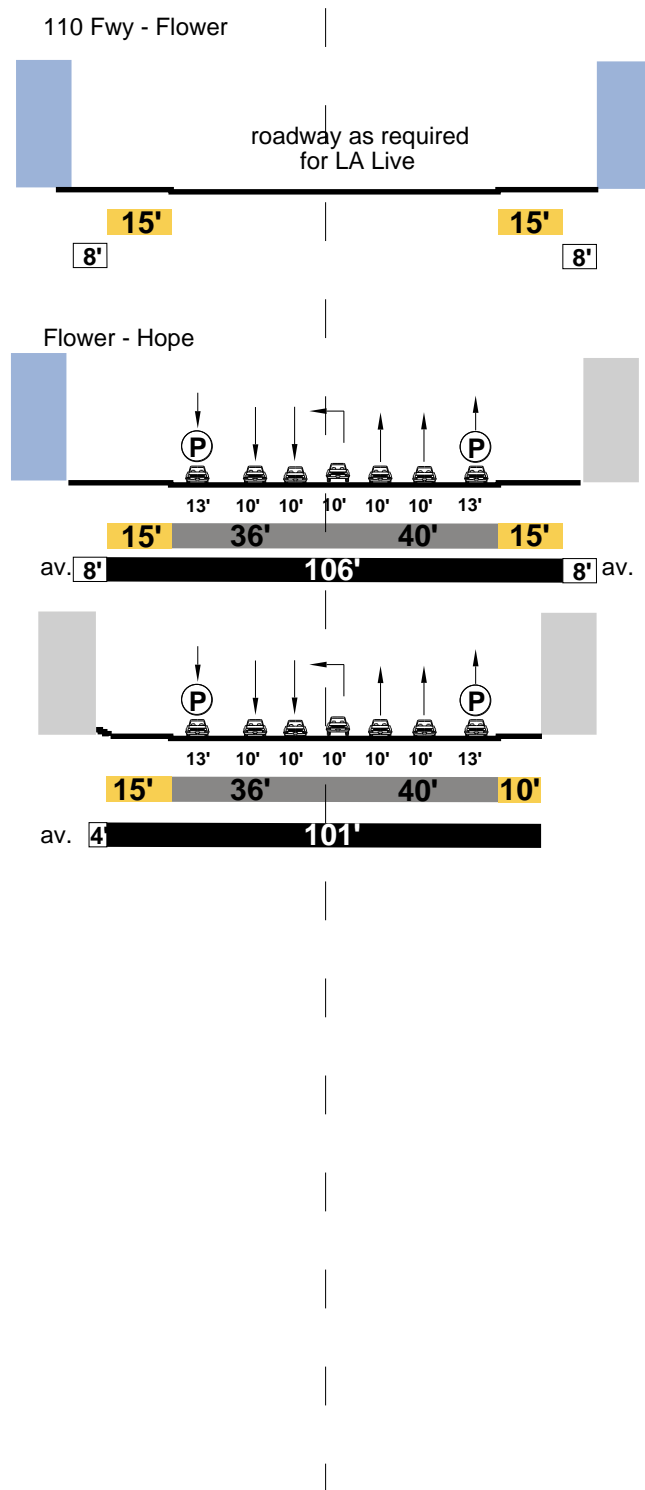 110 Fwy - Flower
roadway as required
for LA Live
15' 15'
8' 8'
Flower - Hope
P P
13' 10' 10' 10' 10' 10' 13'
15' 36' 40' 15'
av. 8' 106' 8' av.
P P
13' 10' 10' 10' 10' 10' 13'
15' 36' 40' 10'
av. 4' 101'